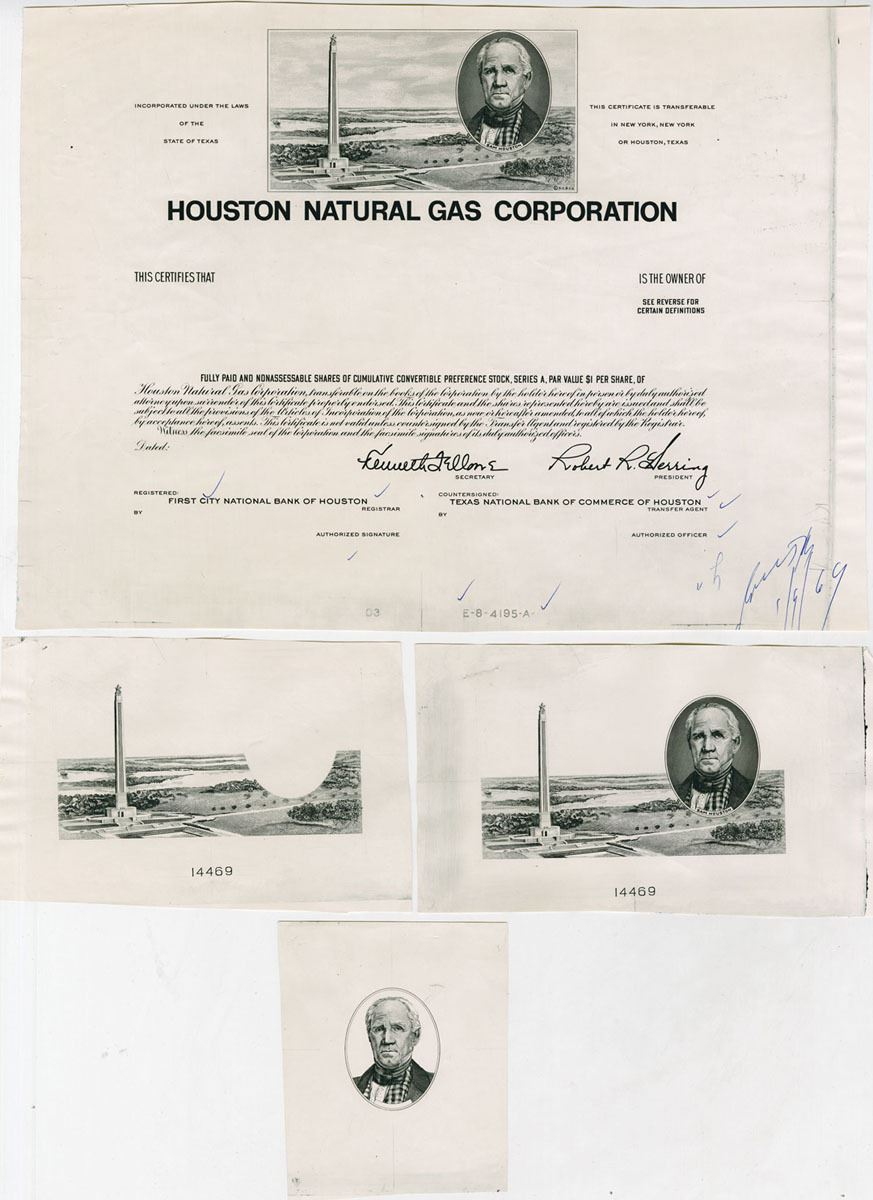 INCORPORATED UNDER THE LAWS
OF THE
STATE OF TEXAS
SAM HOUSTON
THIS CERTIFICATE IS TRANSFERABLE
IN NEW YORK, NEW YORK
OR HOUSTON, TEXAS
HOUSTON NATURAL GAS CORPORATION
THIS CERTIFIES THAT
IS THE OWNER OF
SEE REVERSE FOR
CERTAIN DEFINITIONS
FULLY PAID AND NONASSESSABLE SHARES OF CUMULATIVE CONVERTIBLE PREFERENCE STOCK, SERIES A, PAR VALUE $1 PER SHARE, OF
Houston Natural Gas Corporation, transferable on the books of the corporation by the holder hereof in person or by duly authorized
attorney upon surrender of this certificate properly endorsed. This certificate and the shares represented hereby are issued and shall be
subject to all the provisions of the Articles of Incorporation of the Corporation, as now or hereafter amended, to all of which the holder hereof,
by acceptance hereof, assents. This certificate is not valid unless countersigned by the Transfer Agent and registered by the Registrar.
Witness the facsimile seal of the Corporation and the facsimile signatures of its duly authorized officers.
Dated:
Kenneth Fellone
SECRETARY
Robert R. Herring
PRESIDENT
REGISTERED:
FIRST CITY NATIONAL BANK OF HOUSTON
REGISTRAR
BY
AUTHORIZED SIGNATURE
COUNTERSIGNED:
TEXAS NATIONAL BANK OF COMMERCE OF HOUSTON
TRANSFER AGENT
BY
AUTHORIZED OFFICER
D3
E-8-4195-A-
14469
SAM HOUSTON
14469